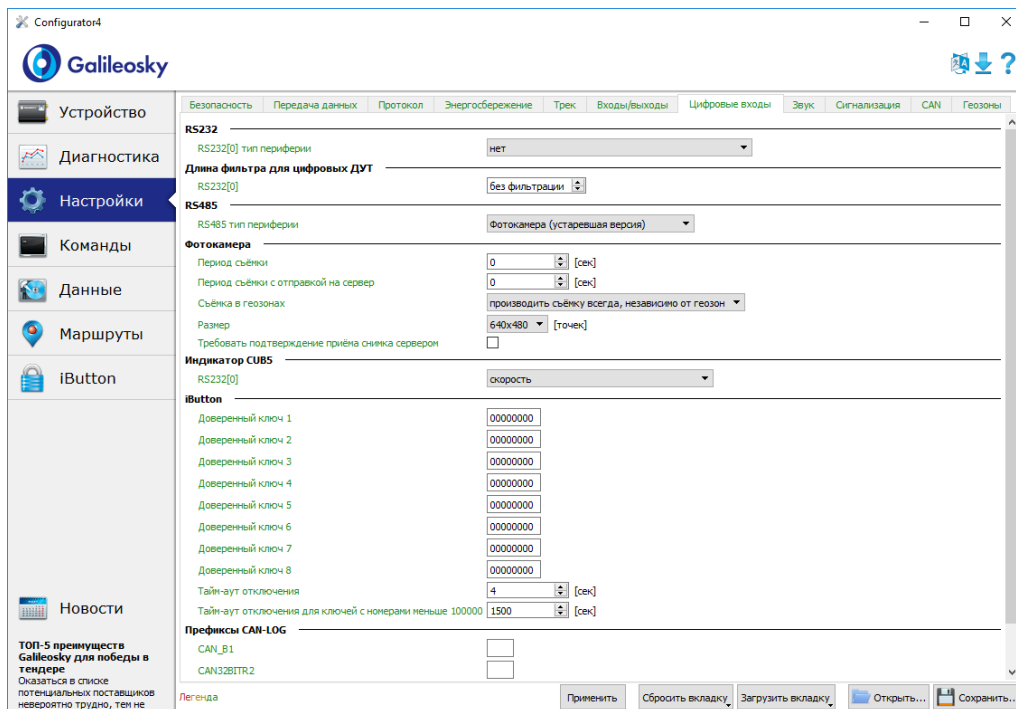 Configurator4
Galileosky
Устройство
Диагностика
Настройки
Команды
Данные
Маршруты
iButton
Новости
ТОП-5 преимуществ
Galileosky для победы в
тендере
Оказаться в списке
потенциальных поставщиков
невероятно трудно, тем не
Безопасность Передача данных Протокол Энергосбережение Трек Входы/выходы Цифровые входы Звук Сигнализация CAN Геозоны
RS232
RS232[0] тип периферии нет
Длина фильтра для цифровых ДУТ
RS232[0] без фильтрации
RS485
RS485 тип периферии Фотокамера (устаревшая версия)
Фотокамера
Период съёмки 0 [сек]
Период съёмки с отправкой на сервер 0 [сек]
Съёмка в геозонах производить съёмку всегда, независимо от геозон
Размер 640x480 [точек]
Требовать подтверждение приёма снимка сервером
Индикатор CUB5
RS232[0] скорость
iButton
Доверенный ключ 1 00000000
Доверенный ключ 2 00000000
Доверенный ключ 3 00000000
Доверенный ключ 4 00000000
Доверенный ключ 5 00000000
Доверенный ключ 6 00000000
Доверенный ключ 7 00000000
Доверенный ключ 8 00000000
Тайм-аут отключения 4 [сек]
Тайм-аут отключения для ключей с номерами меньше 100000 1500 [сек]
Префиксы CAN-LOG
CAN_B1
CAN32BITR2
Легенда Применить Сбросить вкладку Загрузить вкладку Открыть... Сохранить...